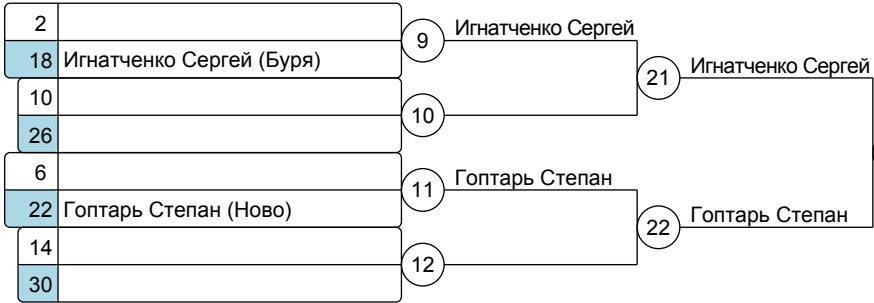 2
9 Игнатченко Сергей
18 Игнатченко Сергей (Буря)
21 Игнатченко Сергей
10
10
26
6
11 Гоптарь Степан
22 Гоптарь Степан (Ново)
22 Гоптарь Степан
14
12
30